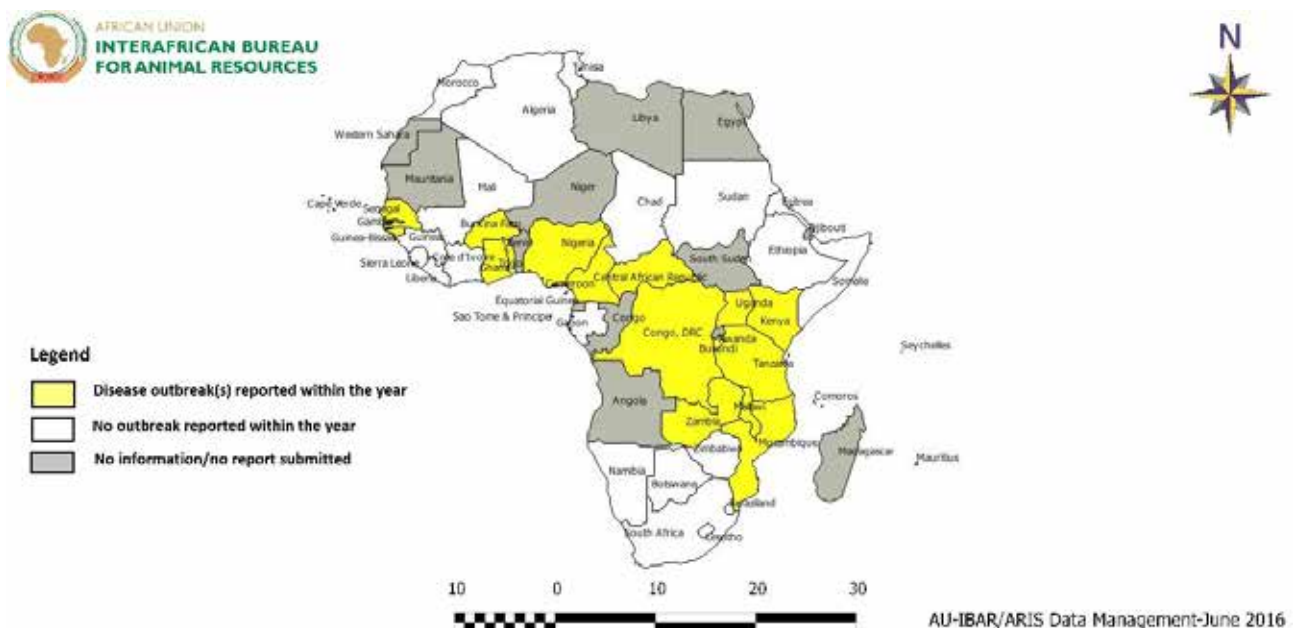 AFRICAN UNION
INTERAFRICAN BUREAU
FOR ANIMAL RESOURCES
N
Tunisa
Morocco
Algeria
Libya
Egypt
Western Sahara
Mauritania
Mali
Niger
Chad
Sudan
Eritrea
Cape Verde
Senegal
Gambia
Burkina Faso
Djibouti
Guinea-Bissau
Guinea
Benin
Nigeria
Ethiopia
Sierra Leone
Cote d'Ivoire
Ghana
Togo
South Sudan
Liberia
Cameroon
Central African Republic
Somalia
Equatorial Guinea
Uganda
Sao Tome & Principe
Gabon
Congo
Kenya
Congo, DRC
Rwanda
Burundi
Seychelles
Tanzania
Legend
Disease outbreak(s) reported within the year
No outbreak reported within the year
No information/no report submitted
Comoros
Angola
Malawi
Zambia
Mozambique
Zimbabwe
Madagascar
Mauritius
Namibia
Botswana
South Africa
Lesotho
10 0 10 20 30
AU-IBAR/ARIS Data Management-June 2016